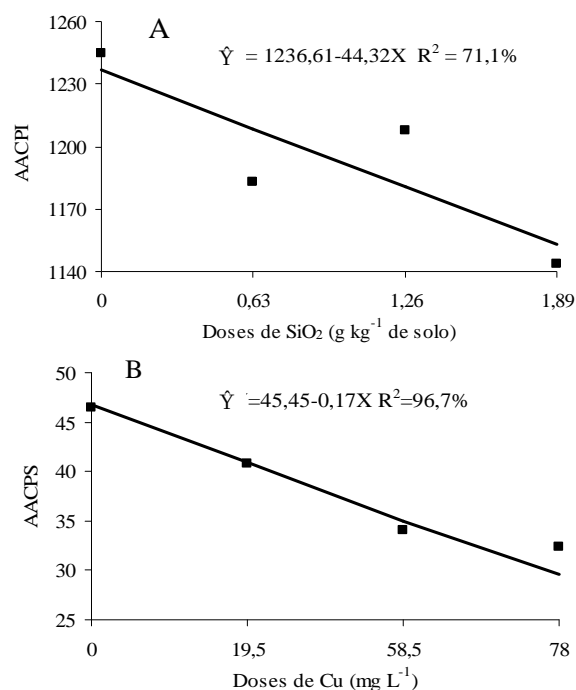 A
Ŷ = 1236,61-44,32X R² = 71,1%
AACPI
1260
1230
1200
1170
1140
0 0,63 1,26 1,89
Doses de SiO₂ (g kg⁻¹ de solo)
B
Ŷ =45,45-0,17X R²=96,7%
AACPS
50
45
40
35
30
25
0 19,5 58,5 78
Doses de Cu (mg L⁻¹)